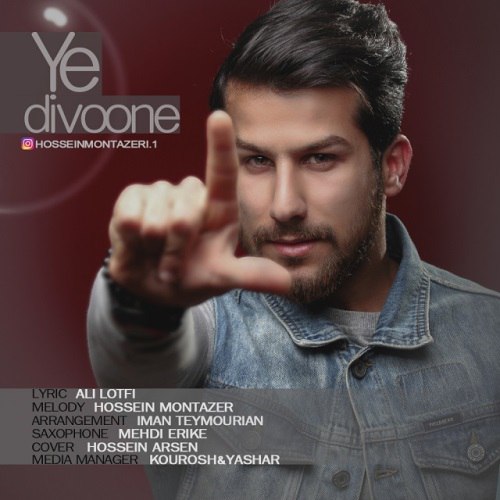 Ye
divoone
HOSSEINMONTAZERI.1
LYRIC ALI LOTFI
MELODY HOSSEIN MONTAZER
ARRANGEMENT IMAN TEYMOURIAN
SAXOPHONE MEHDI ERIKE
COVER HOSSEIN ARSEN
MEDIA MANAGER KOUROSH&YASHAR